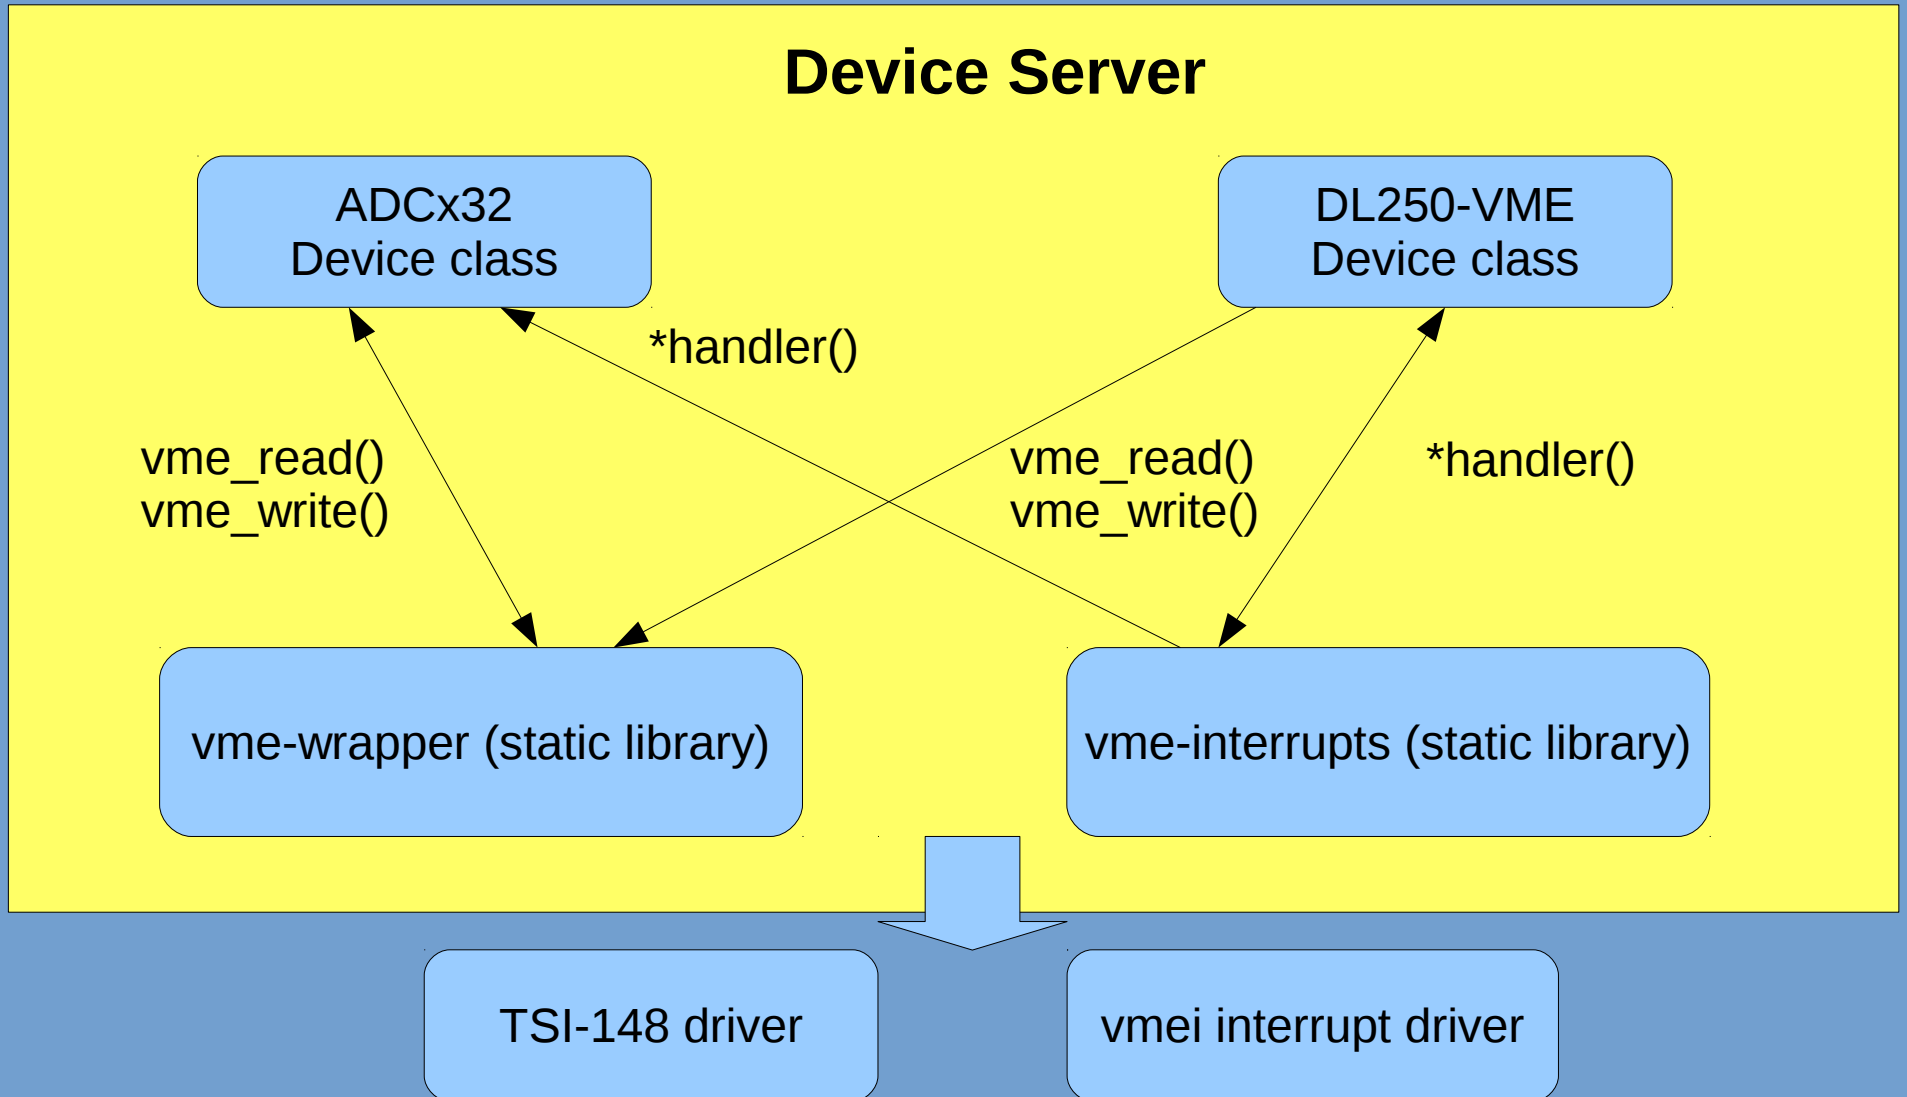 Device Server
ADCx32
Device class
DL250-VME
Device class
*handler()
vme_read()
vme_write()
vme_read()
vme_write()
*handler()
vme-wrapper (static library)
vme-interrupts (static library)
TSI-148 driver
vmei interrupt driver